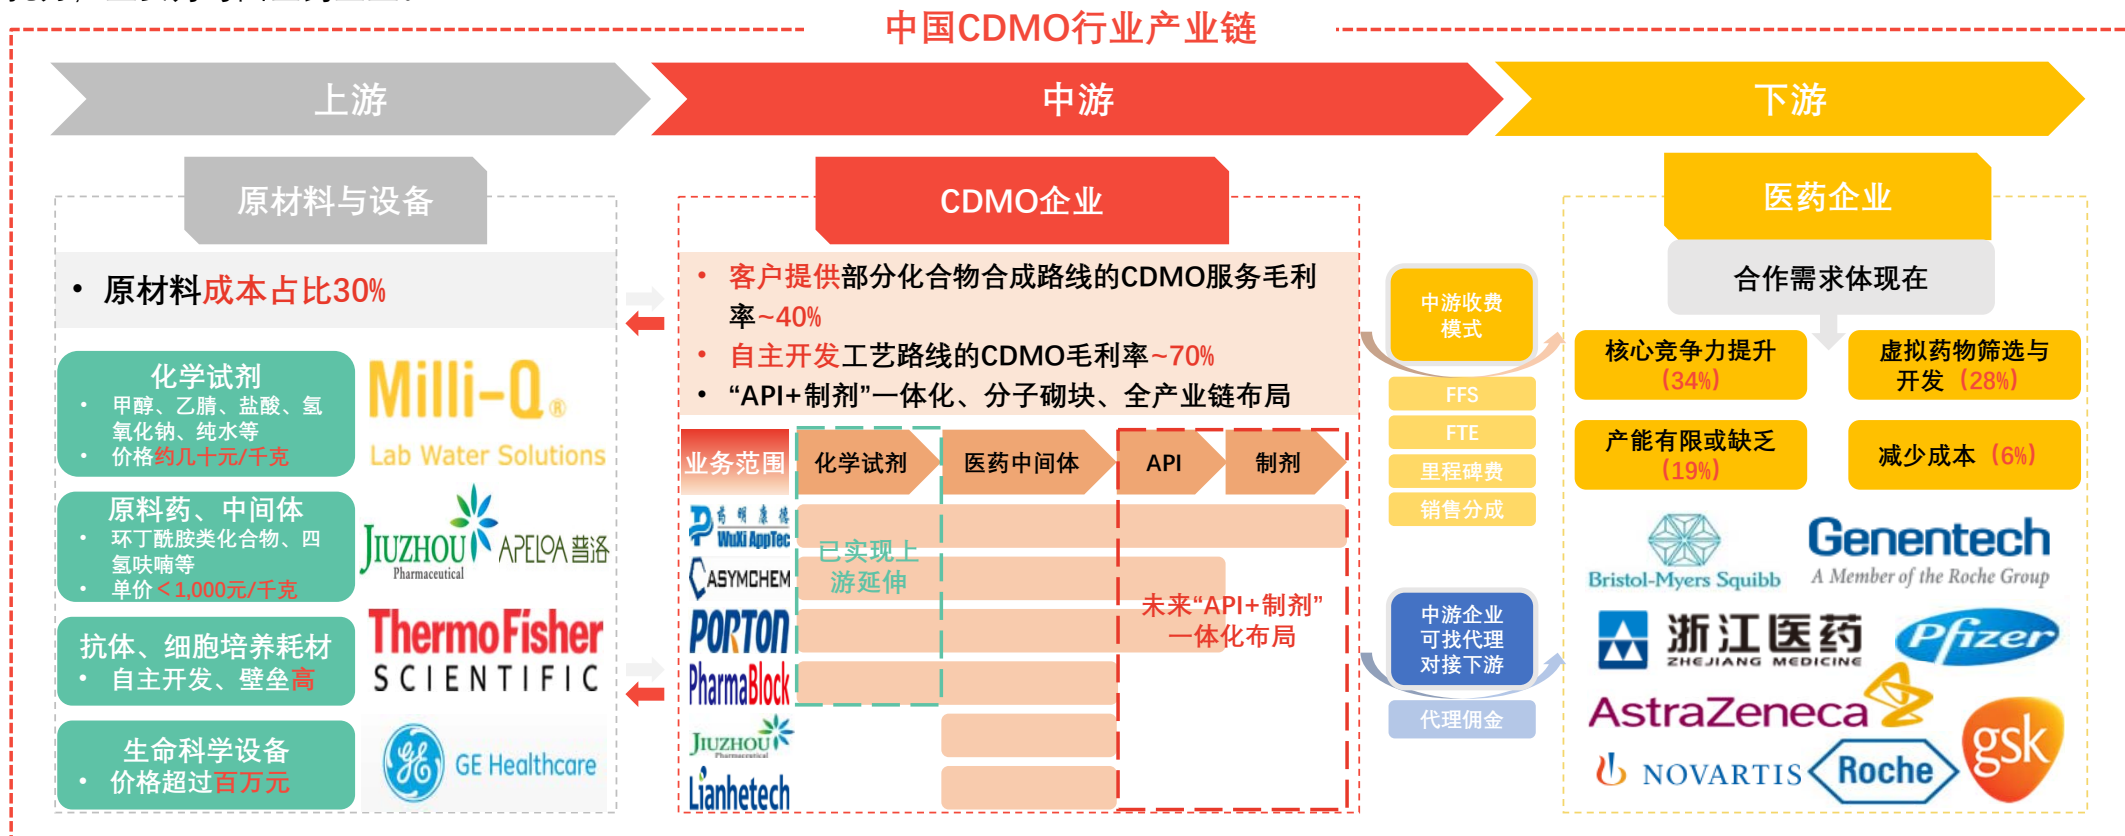 中国CDMO行业产业链
上游
中游
下游
原材料与设备
• 原材料成本占比30%
化学试剂
• 甲醇、乙腈、盐酸、氢
氧化钠、纯水等
• 价格约几十元/千克
Milli-Q®
Lab Water Solutions
原料药、中间体
• 环丁酰胺类化合物、四
氢呋喃等
• 单价<1,000元/千克
JIUZHOU
Pharmaceutical
APELOA普洛
抗体、细胞培养耗材
• 自主开发、壁垒高
ThermoFisher
SCIENTIFIC
生命科学设备
• 价格超过百万元
GE Healthcare
CDMO企业
• 客户提供部分化合物合成路线的CDMO服务毛利
率~40%
• 自主开发工艺路线的CDMO毛利率~70%
• “API+制剂”一体化、分子砌块、全产业链布局
业务范围
化学试剂
医药中间体
API
制剂
药明康德
WuXi AppTec
ASYMCHEM
PORTON
PharmaBlock
JIUZHOU
Pharmaceutical
Lianhetech
已实现上
游延伸
未来“API+制剂”
一体化布局
中游收费
模式
FFS
FTE
里程碑费
销售分成
中游企业
可找代理
对接下游
代理佣金
医药企业
合作需求体现在
核心竞争力提升
(34%)
虚拟药物筛选与
开发(28%)
产能有限或缺乏
(19%)
减少成本(6%)
Bristol-Myers Squibb
Genentech
A Member of the Roche Group
浙江医药
ZHEJIANG MEDICINE
Pfizer
AstraZeneca
gsk
NOVARTIS
Roche